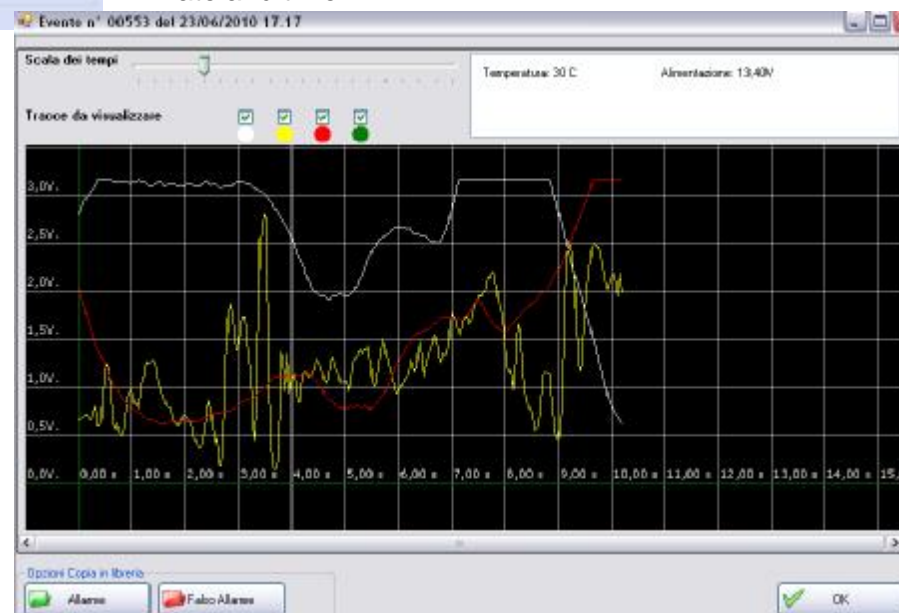 Evento n° 00553 del 23/06/2010 17.17
Scala dei tempi
Temperatura: 30 C Alimentazione: 13,40V
Tracce da visualizzare
3,0V.
2,5V.
2,0V.
1,5V.
1,0V.
0,5V.
0,0V. 0,00 s 1,00 s 2,00 s 3,00 s 4,00 s 5,00 s 6,00 s 7,00 s 8,00 s 9,00 s 10,00 s 11,00 s 12,00 s 13,00 s 14,00 s 15,
Opzioni Copia in libreria
Allarme Falso Allarme OK